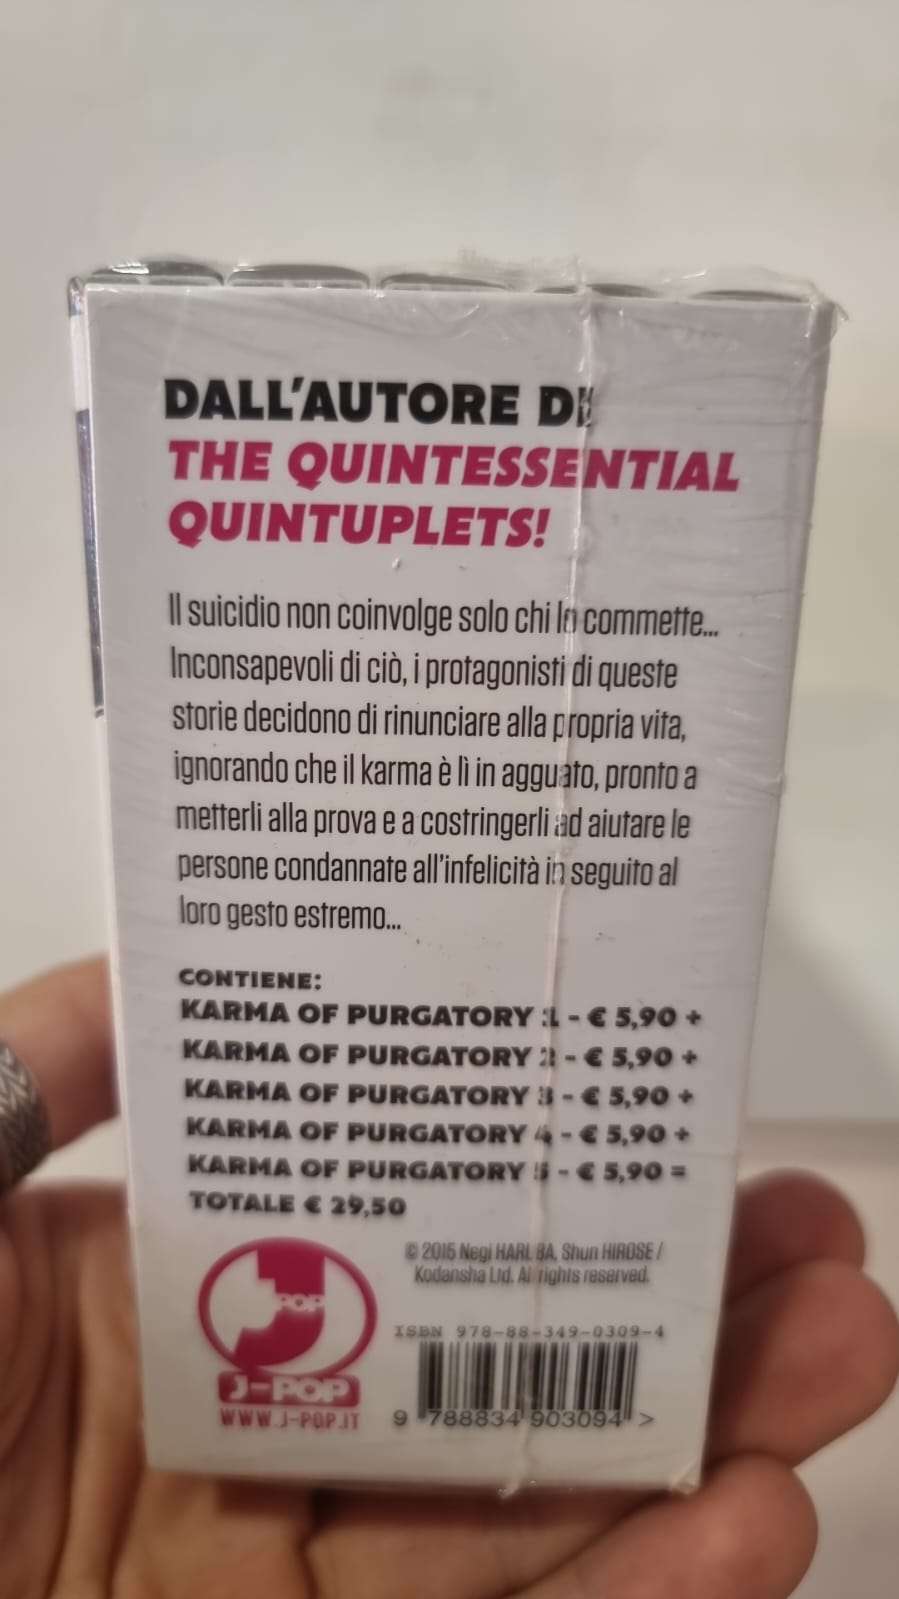 DALL'AUTORE DI
THE QUINTESSENTIAL
QUINTUPLETS!
Il suicidio non coinvolge solo chi lo commette...
Inconsapevoli di ciò, i protagonisti di queste
storie decidono di rinunciare alla propria vita,
ignorando che il karma è lì in agguato, pronto a
metterli alla prova e a costringerli ad aiutare le
persone condannate all'infelicità in seguito al
loro gesto estremo...
CONTIENE:
KARMA OF PURGATORY 1 - € 5,90 +
KARMA OF PURGATORY 2 - € 5,90 +
KARMA OF PURGATORY 3 - € 5,90 +
KARMA OF PURGATORY 4 - € 5,90 +
KARMA OF PURGATORY 5 - € 5,90 =
TOTALE € 29,50
© 2015 Negi HARUBA, Shun HIROSE /
Kodansha Ltd. All rights reserved.
POP
J-POP
WWW.J-POP.IT
ISBN 978-88-349-0309-4
9 788834 903094 >